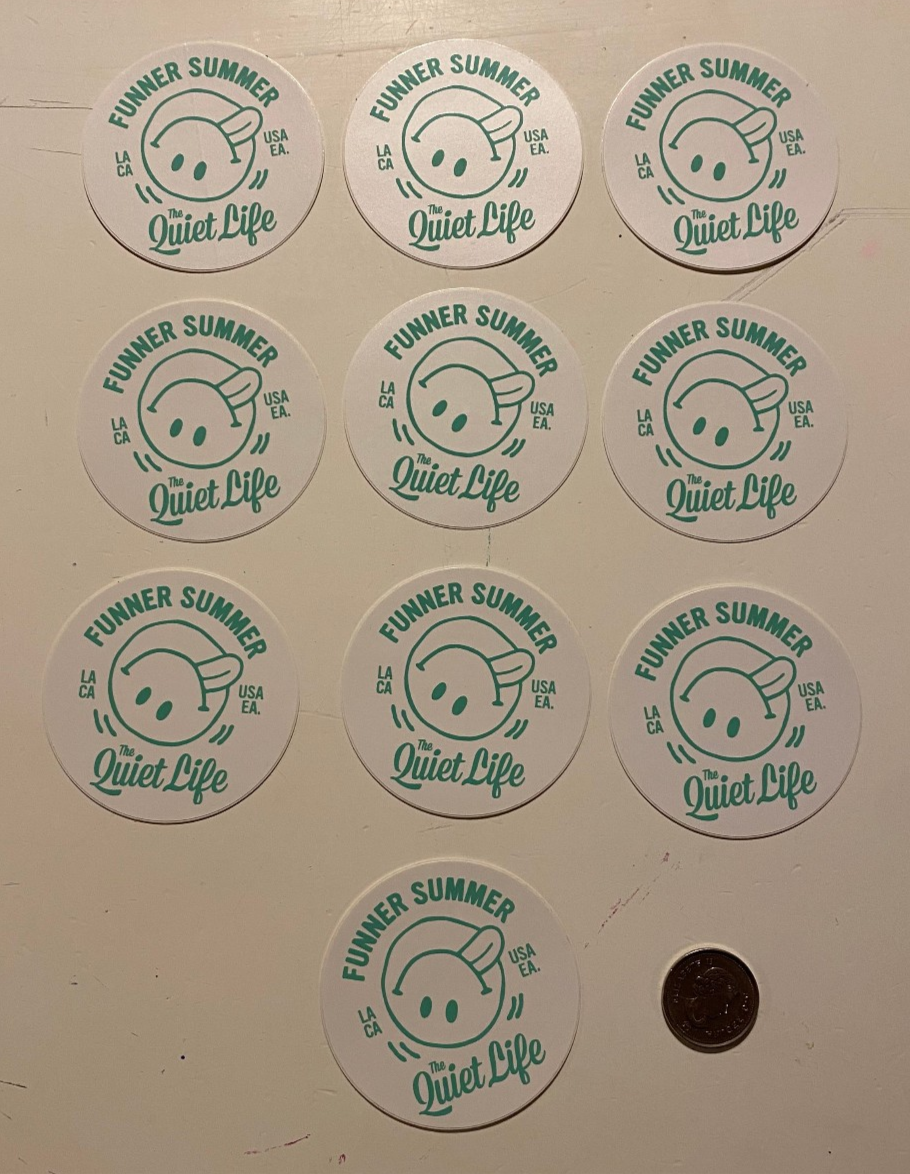 FUNNER SUMMER
LA
CA
USA
EA.
The
Quiet Life
FUNNER SUMMER
LA
CA
USA
EA.
The
Quiet Life
FUNNER SUMMER
LA
CA
USA
EA.
The
Quiet Life
FUNNER SUMMER
LA
CA
USA
EA.
The
Quiet Life
FUNNER SUMMER
LA
CA
USA
EA.
The
Quiet Life
FUNNER SUMMER
LA
CA
USA
EA.
The
Quiet Life
FUNNER SUMMER
LA
CA
USA
EA.
The
Quiet Life
FUNNER SUMMER
LA
CA
USA
EA.
The
Quiet Life
FUNNER SUMMER
LA
CA
USA
EA.
The
Quiet Life
FUNNER SUMMER
LA
CA
USA
EA.
The
Quiet Life